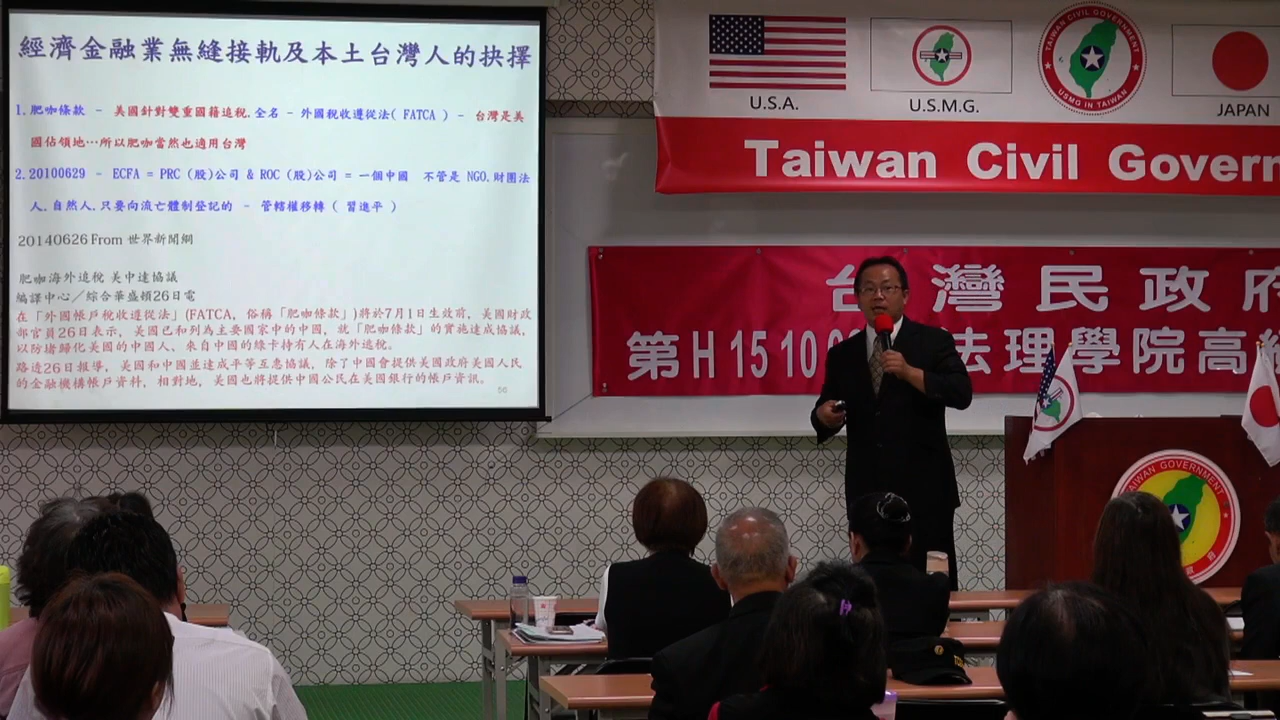 經濟金融業無縫接軌及本土台灣人的抉擇
1. 肥咖條款 - 美國針對雙重國籍追稅.全名 - 外國稅收遵從法( FATCA ) - 台灣是美
國佔領地…所以肥咖當然也適用台灣
2. 20100629 - ECFA = PRC (股)公司 & ROC (股)公司 = 一個中國 不管是 NGO.財團法
人.自然人.只要向流亡體制登記的 - 管轄權移轉 ( 習進平 )
20140626 From 世界新聞網
肥咖海外追稅 美中達協議
編譯中心╱綜合華盛頓26日電
在「外國帳戶稅收遵從法」(FATCA, 俗稱「肥咖條款」)將於7月1日生效前, 美國財政
部官員26日表示, 美國已和列為主要國家中的中國, 就「肥咖條款」的實施達成協議,
以防堵歸化美國的中國人、來自中國的綠卡持有人在海外逃稅。
路透26日報導, 美國和中國並達成平等互惠協議, 除了中國會提供美國政府美國人民
的金融機構帳戶資料, 相對地, 美國也將提供中國公民在美國銀行的帳戶資訊。
56
U.S.A.
U.S.M.G.
TAIWAN CIVIL GOVERNMENT
USMG IN TAIWAN
JAPAN
Taiwan Civil Govern
台灣民政府
第H1510
法理學院高
TAIWAN GOVERNMENT